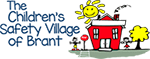 The
Children's
Safety Village
of Brant